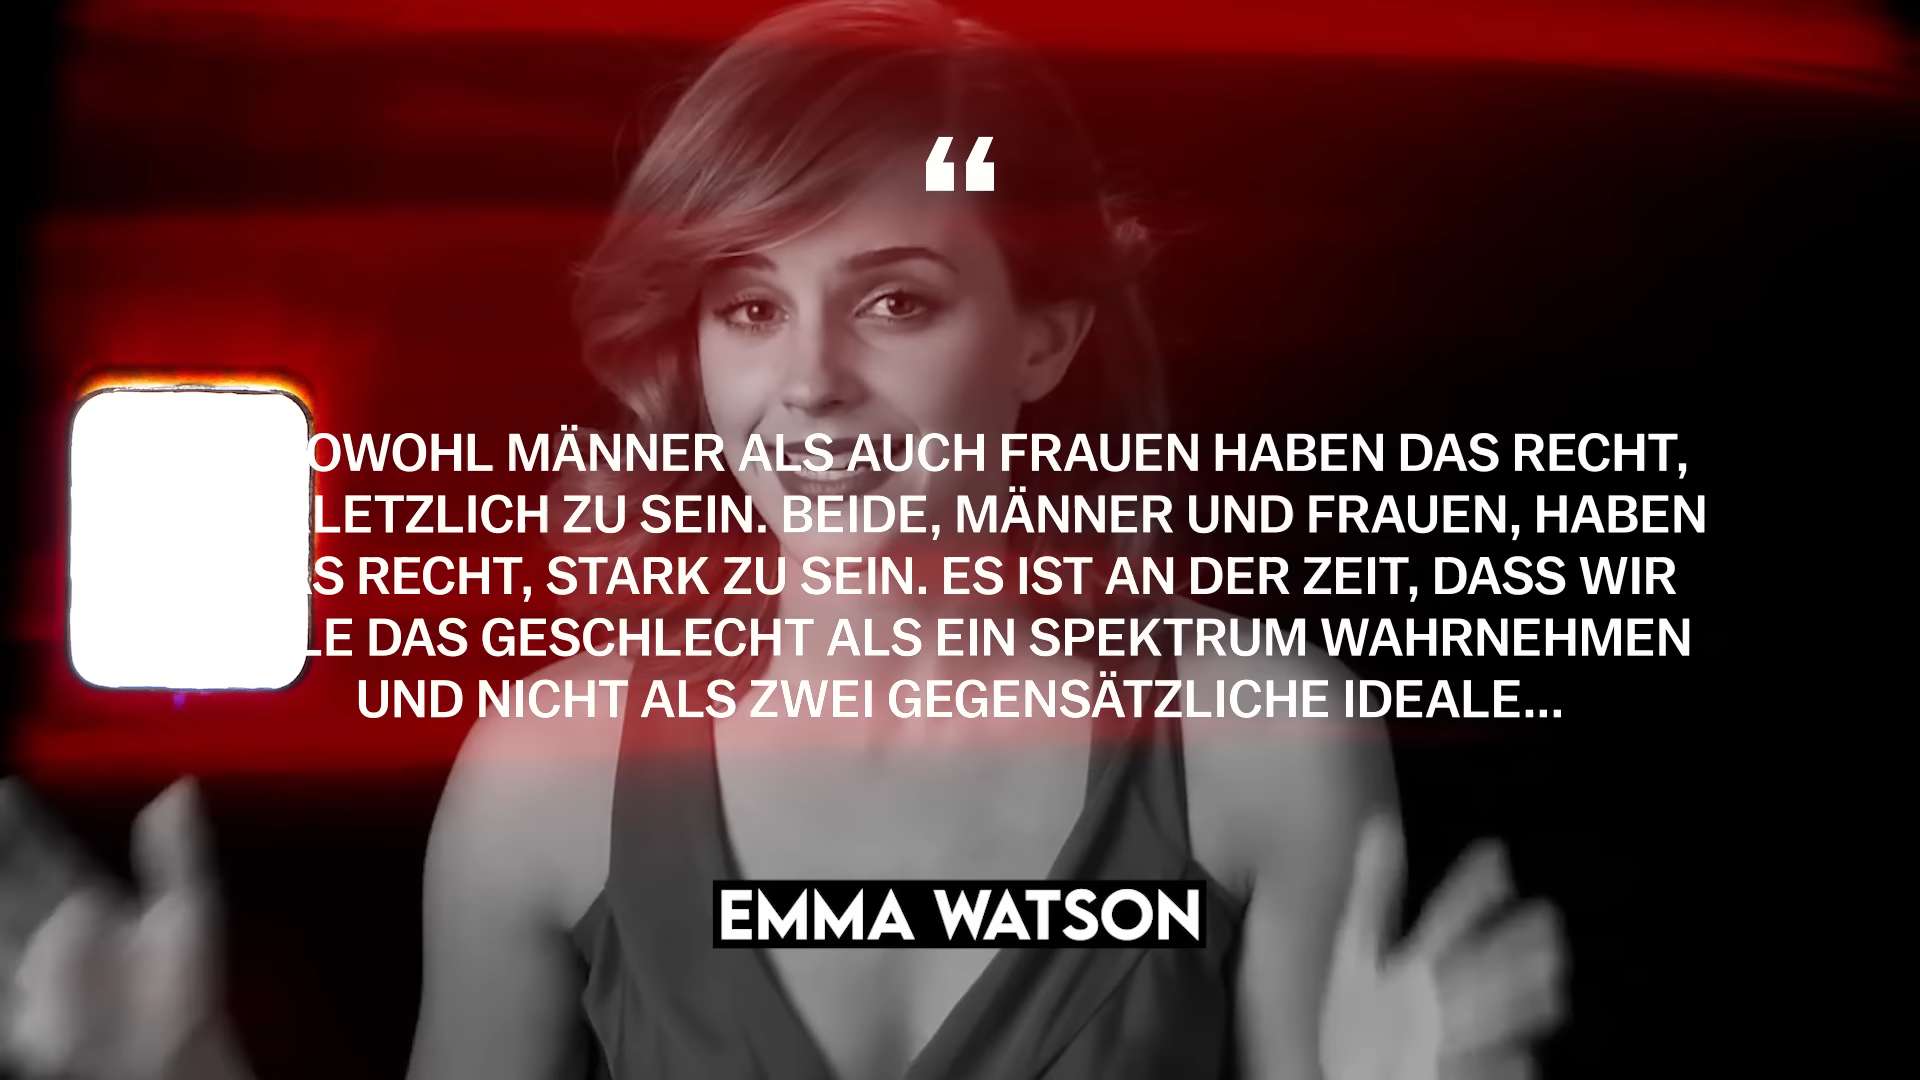 “
OWOHL MÄNNER ALS AUCH FRAUEN HABEN DAS RECHT,
LETZLICH ZU SEIN. BEIDE, MÄNNER UND FRAUEN, HABEN
S RECHT, STARK ZU SEIN. ES IST AN DER ZEIT, DASS WIR
LE DAS GESCHLECHT ALS EIN SPEKTRUM WAHRNEHMEN
UND NICHT ALS ZWEI GEGENSÄTZLICHE IDEALE...
EMMA WATSON